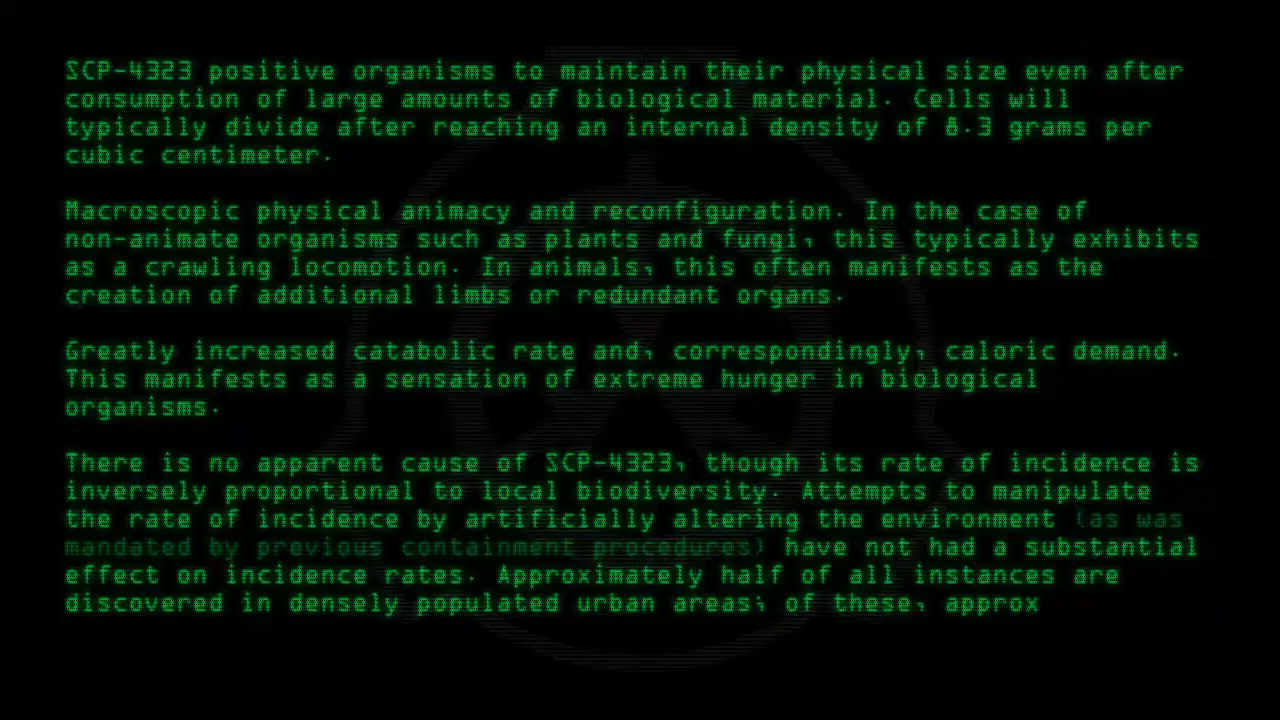 SCP-4323 positive organisms to maintain their physical size even after
consumption of large amounts of biological material. Cells will
typically divide after reaching an internal density of 8.3 grams per
cubic centimeter.
Macroscopic physical animacy and reconfiguration. In the case of
non-animate organisms such as plants and fungi, this typically exhibits
as a crawling locomotion. In animals, this often manifests as the
creation of additional limbs or redundant organs.
Greatly increased catabolic rate and, correspondingly, caloric demand.
This manifests as a sensation of extreme hunger in biological
organisms.
There is no apparent cause of SCP-4323, though its rate of incidence is
inversely proportional to local biodiversity. Attempts to manipulate
the rate of incidence by artificially altering the environment (as was
mandated by previous containment procedures) have not had a substantial
effect on incidence rates. Approximately half of all instances are
discovered in densely populated urban areas; of these, approx